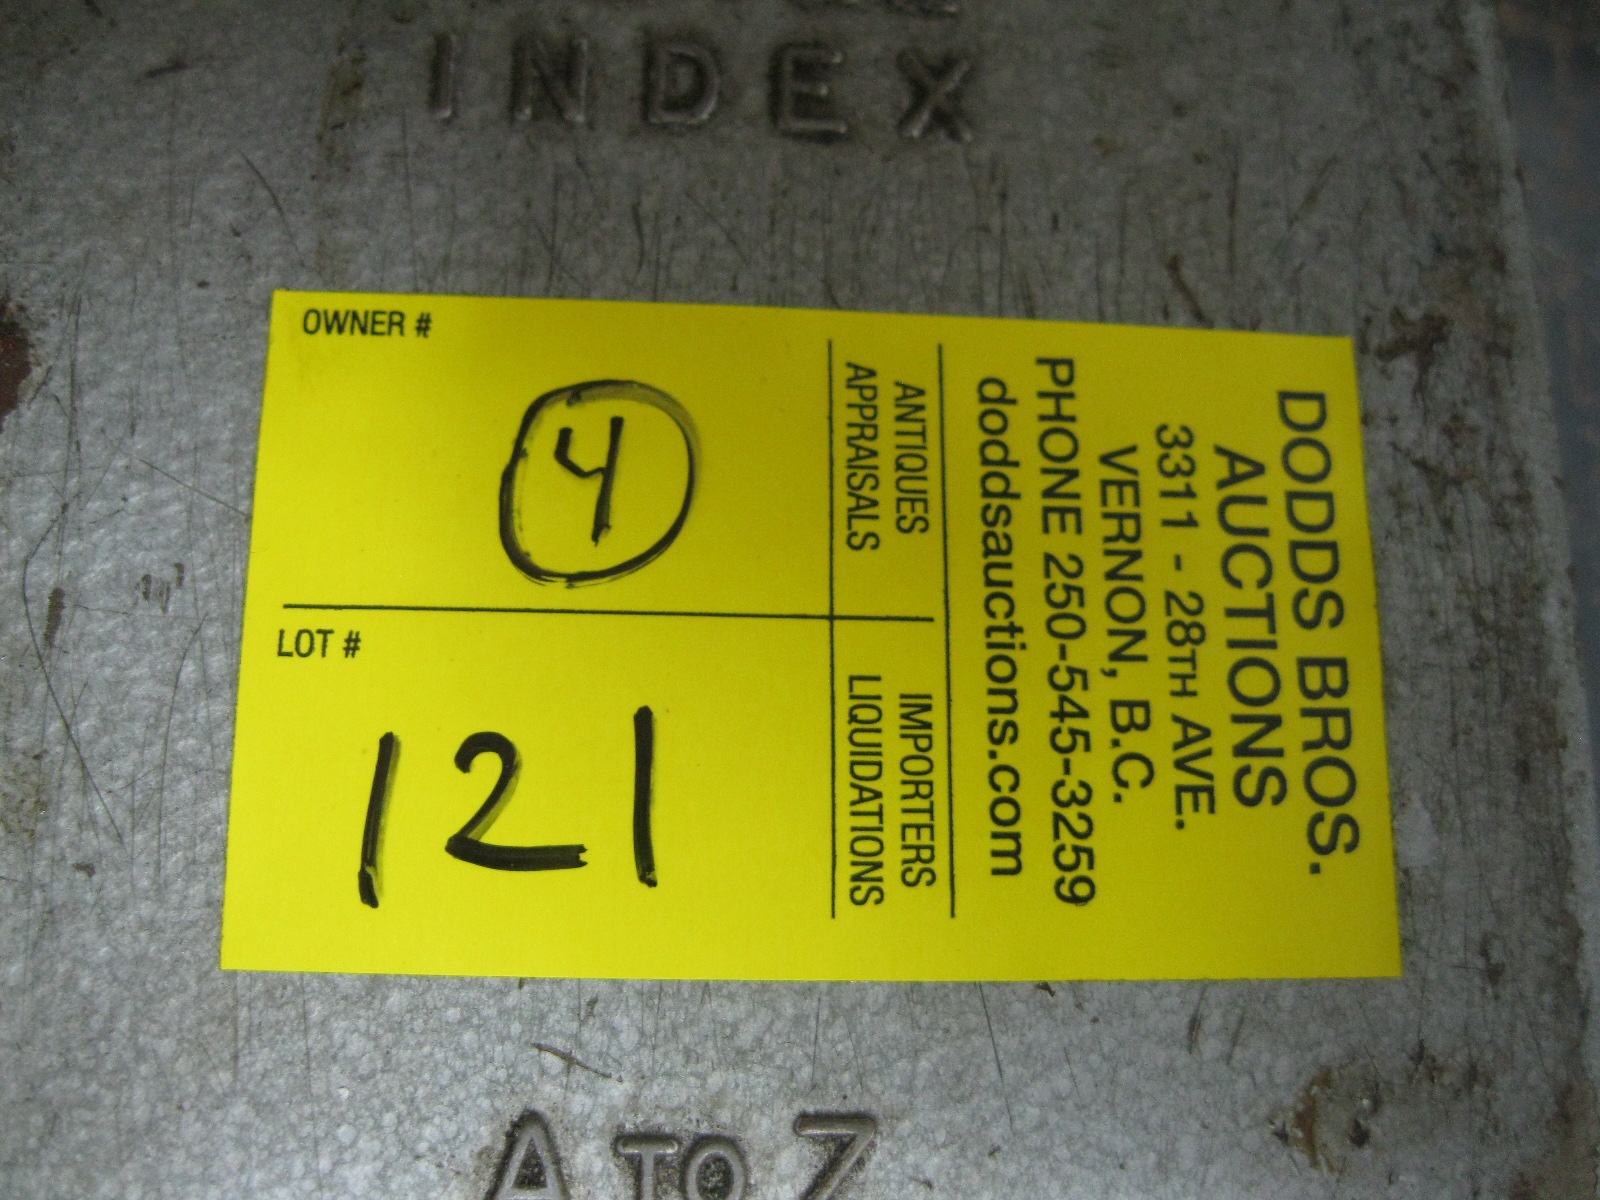 INDEX
OWNER #
4
LOT #
121
ANTIQUES
APPRAISALS
IMPORTERS
LIQUIDATIONS
DODDS BROS.
AUCTIONS
3311 - 28TH AVE.
VERNON, B.C.
PHONE 250-545-3259
doddsauctions.com
A TO Z